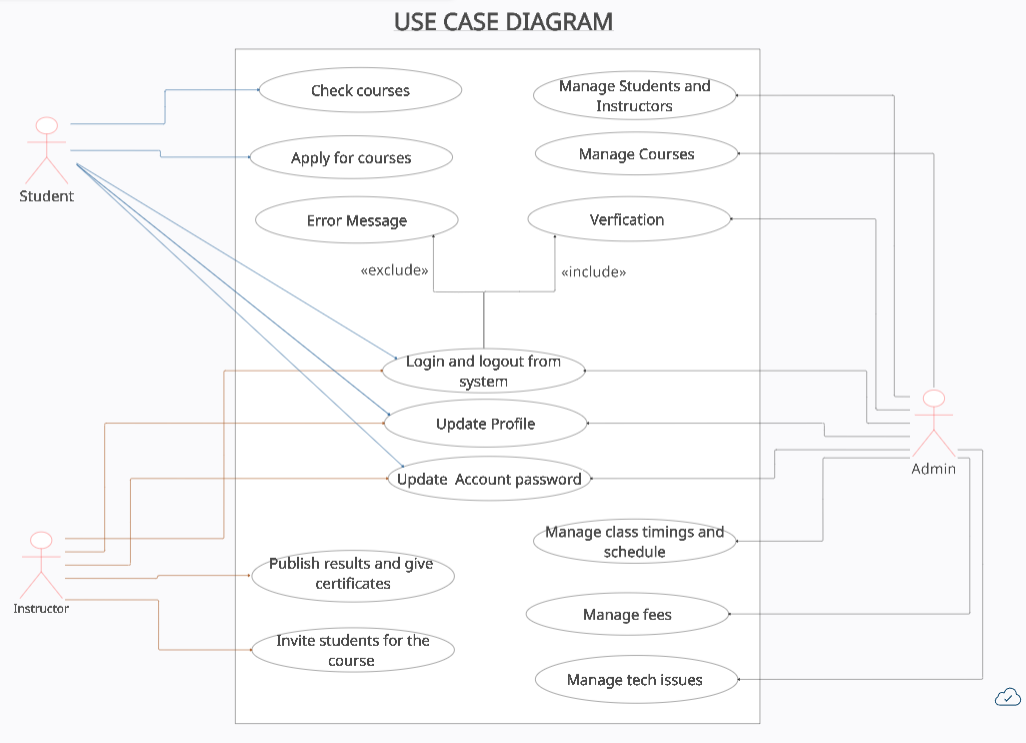 USE CASE DIAGRAM
Check courses
Manage Students and
Instructors
Apply for courses
Manage Courses
Student
Error Message
Verfication
«exclude»
«include»
Login and logout from
system
Update Profile
Admin
Update  Account password
Manage class timings and
schedule
Publish results and give
certificates
Instructor
Manage fees
Invite students for the
course
Manage tech issues